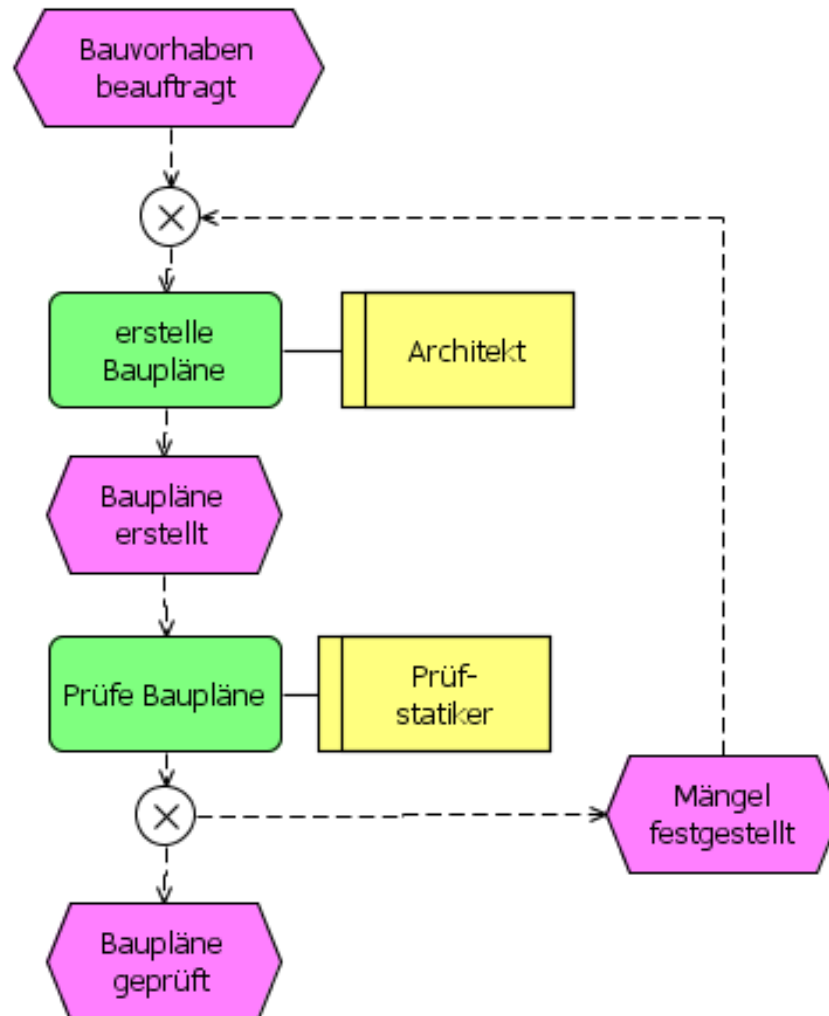 Bauvorhaben
beauftragt
erstelle
Baupläne
Architekt
Baupläne
erstellt
Prüfe Baupläne
Prüf-
statiker
Mängel
festgestellt
Baupläne
geprüft